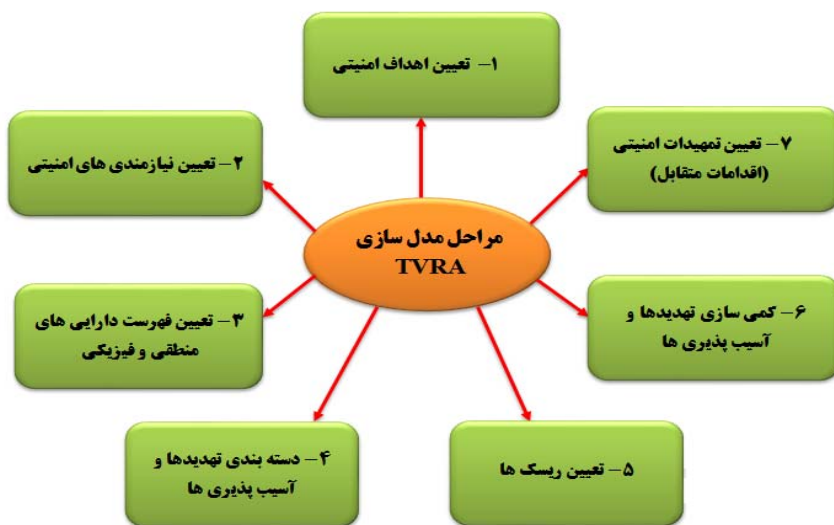 مراحل مدل سازی
TVRA
۱– تعیین اهداف امنیتی
۲– تعیین نیازمندی های امنیتی
۳– تعیین فهرست دارایی های
منطقی و فیزیکی
۴– دسته بندی تهدیدها و
آسیب پذیری ها
۵– تعیین ریسک ها
۶– کمی سازی تهدیدها و
آسیب پذیری ها
۷– تعیین تمهیدات امنیتی
(اقدامات متقابل)